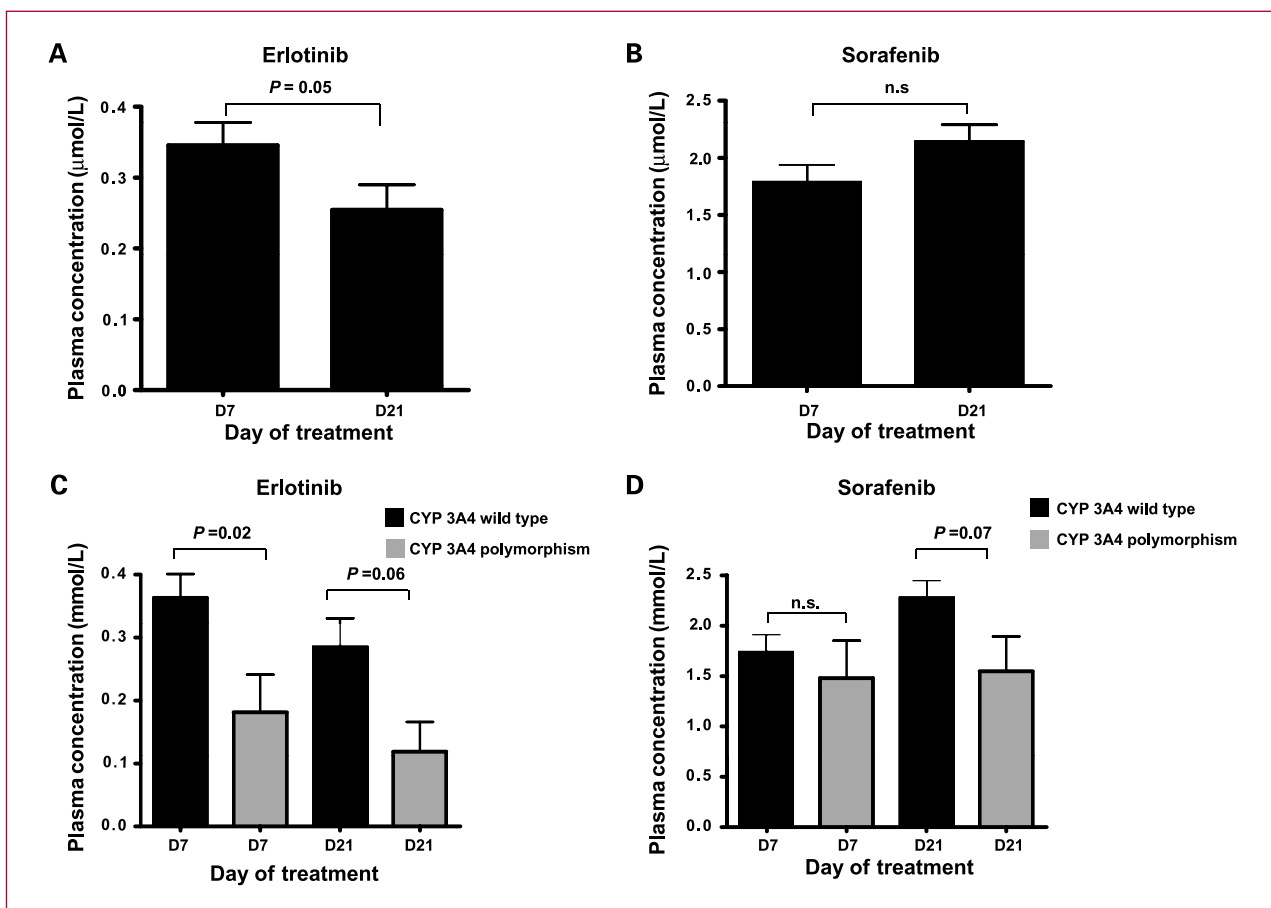 A
Erlotinib
P = 0.05
Plasma concentration (μmol/L)
0.4
0.3
0.2
0.1
0.0
D7
D21
Day of treatment
B
Sorafenib
n.s
Plasma concentration (μmol/L)
2.5
2.0
1.5
1.0
0.5
0.0
D7
D21
Day of treatment
C
Erlotinib
CYP 3A4 wild type
CYP 3A4 polymorphism
P =0.02
P =0.06
Plasma concentration (mmol/L)
0.4
0.3
0.2
0.1
0.0
D7
D7
D21
D21
Day of treatment
D
Sorafenib
CYP 3A4 wild type
CYP 3A4 polymorphism
P =0.07
n.s.
Plasma concentration (mmol/L)
2.5
2.0
1.5
1.0
0.5
0.0
D7
D7
D21
D21
Day of treatment